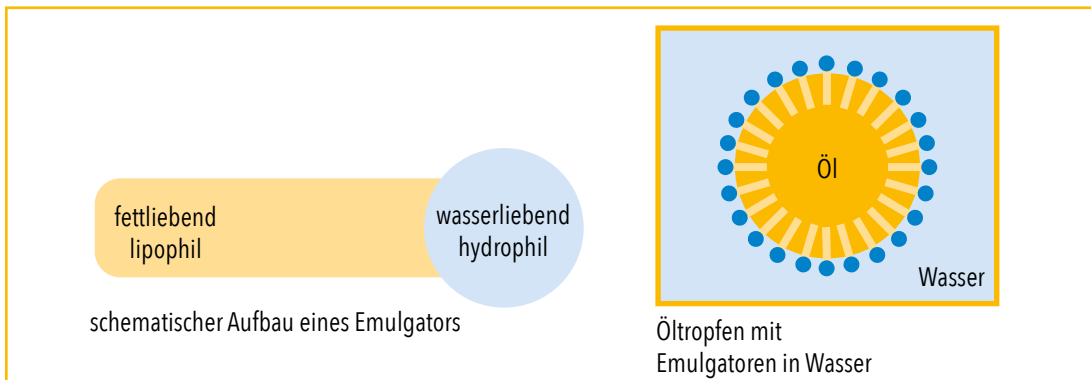 fettliebend
lipophil
wasserliebend
hydrophil
schematischer Aufbau eines Emulgators
Öl
Wasser
Öltropfen mit
Emulgatoren in Wasser